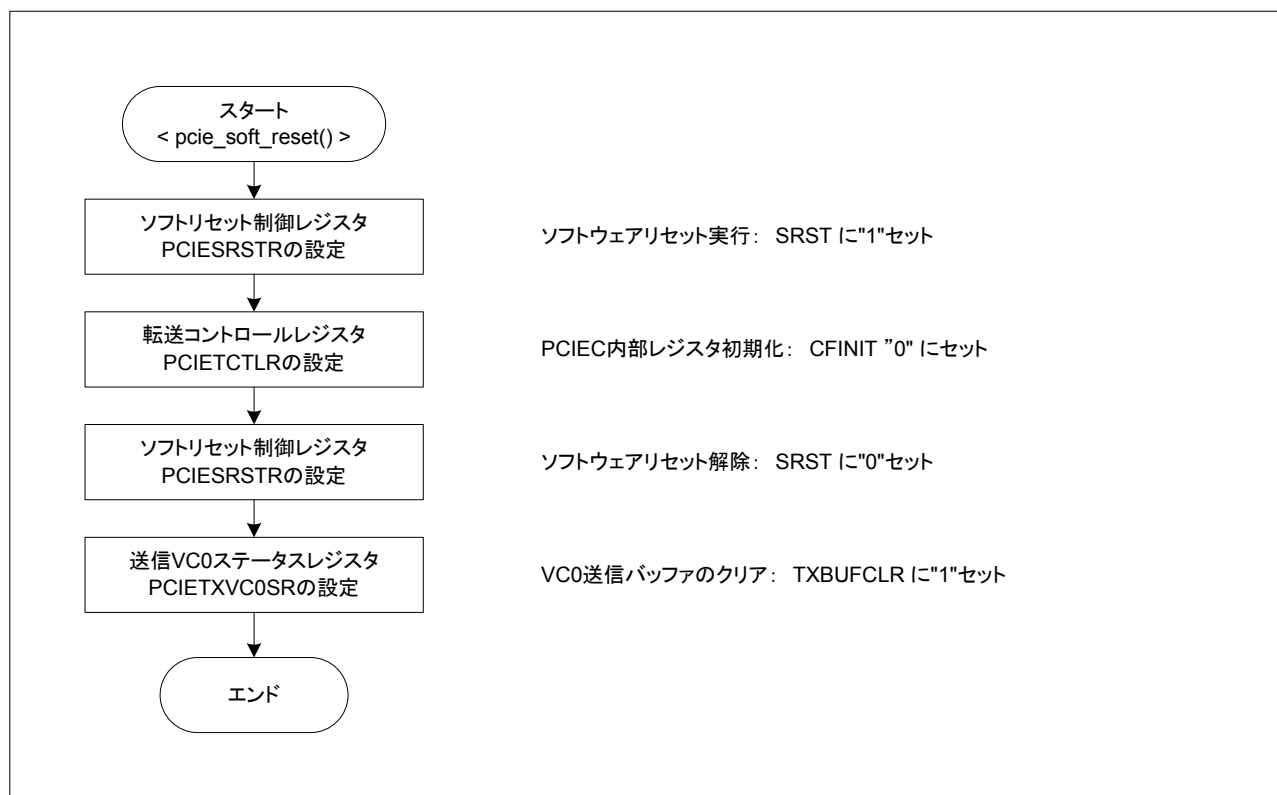 スタート
< pcie_soft_reset() >
ソフトリセット制御レジスタ
PCIESRSTRの設定
ソフトウェアリセット実行： SRST に"1"セット
転送コントロールレジスタ
PCIETCTLRの設定
PCIEC内部レジスタ初期化： CFINIT ”0" にセット
ソフトリセット制御レジスタ
PCIESRSTRの設定
ソフトウェアリセット解除： SRST に"0"セット
送信VC0ステータスレジスタ
PCIETXVC0SRの設定
VC0送信バッファのクリア： TXBUFCLR に"1"セット
エンド